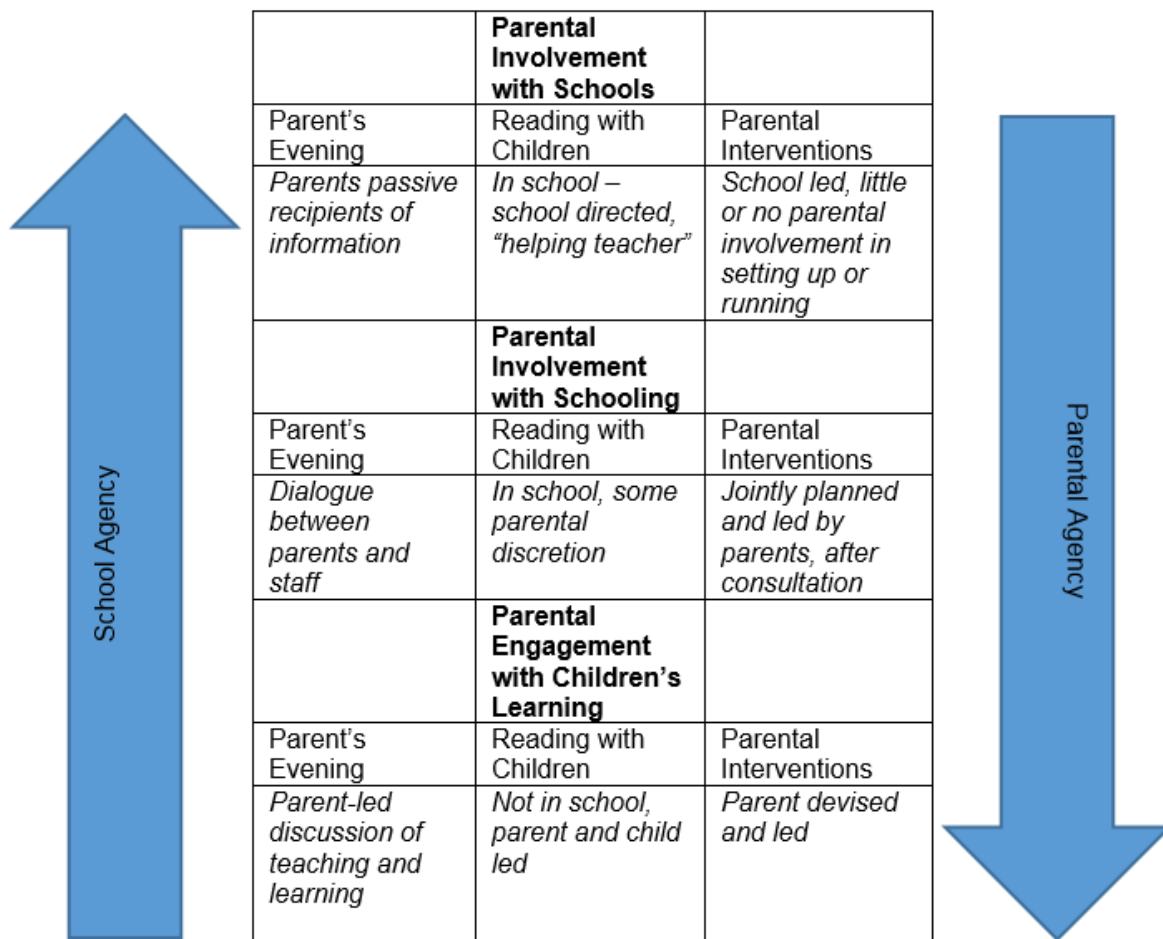 Parental
Involvement
with Schools
Parent’s
Evening
Reading with
Children
Parental
Interventions
Parents passive
recipients of
information
In school –
school directed,
“helping teacher”
School led, little
or no parental
involvement in
setting up or
running
Parental
Involvement
with Schooling
Parent’s
Evening
Reading with
Children
Parental
Interventions
Dialogue
between
parents and
staff
In school, some
parental
discretion
Jointly planned
and led by
parents, after
consultation
Parental
Engagement
with Children’s
Learning
Parent’s
Evening
Reading with
Children
Parental
Interventions
Parent-led
discussion of
teaching and
learning
Not in school,
parent and child
led
Parent devised
and led
School Agency
Parental Agency